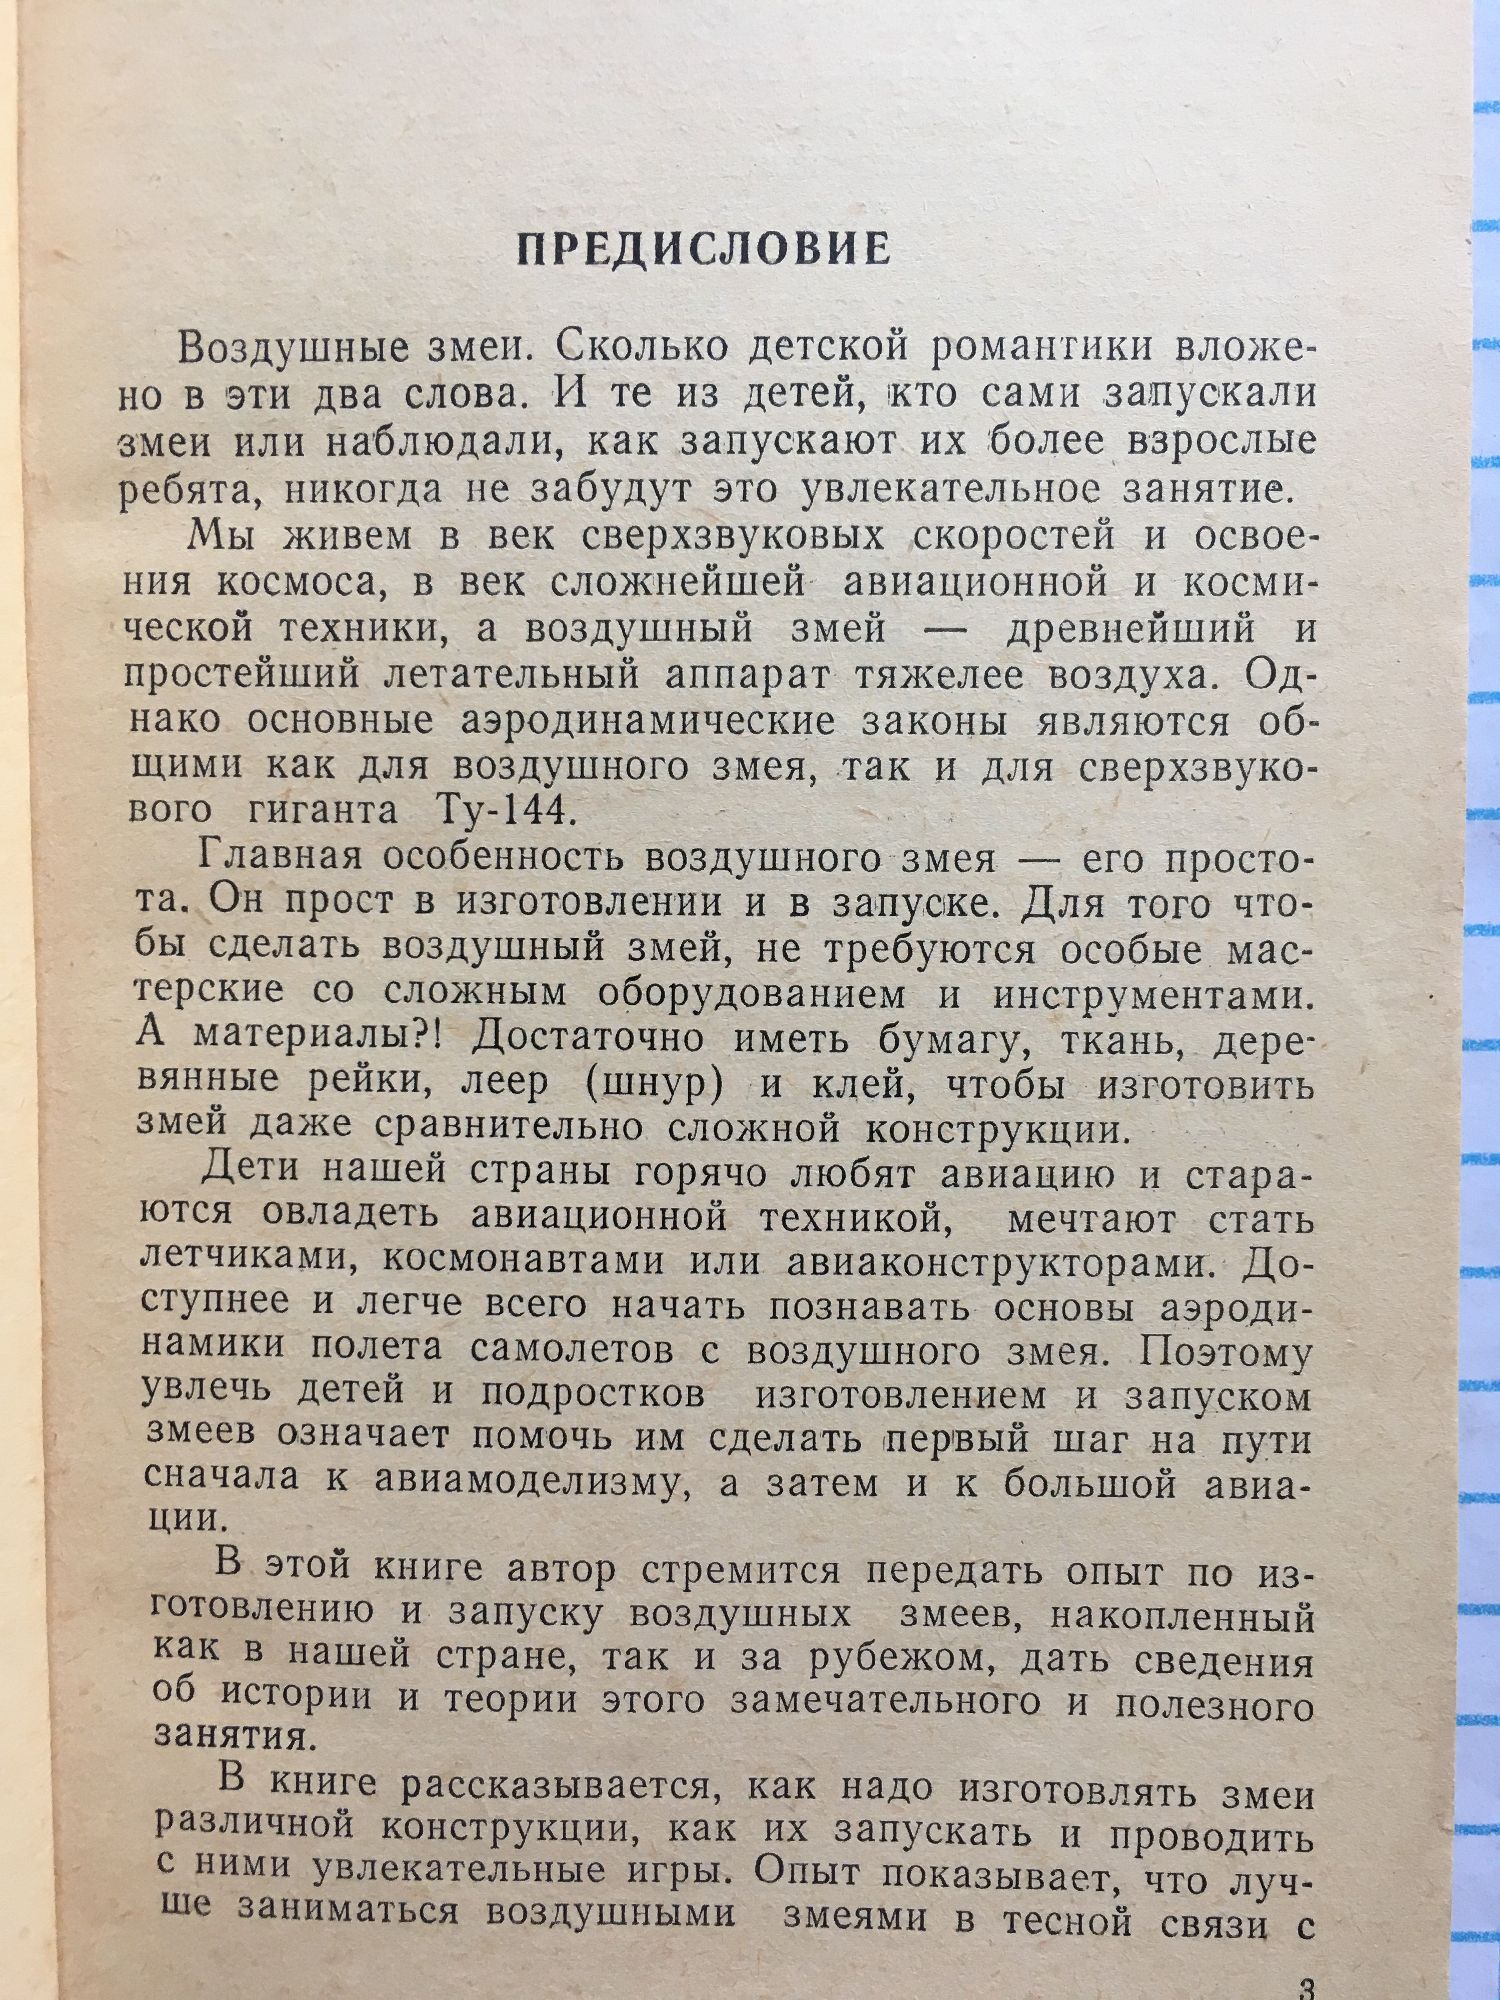 ПРЕДИСЛОВИЕ
Воздушные змеи. Сколько детской романтики вложе-
но в эти два слова. И те из детей, кто сами запускали
змеи или наблюдали, как запускают их более взрослые
ребята, никогда не забудут это увлекательное занятие.
Мы живем в век сверхзвуковых скоростей и освое-
ния космоса, в век сложнейшей авиационной и косми-
ческой техники, а воздушный змей — древнейший и
простейший летательный аппарат тяжелее воздуха. Од-
нако основные аэродинамические законы являются об-
щими как для воздушного змея, так и для сверхзвуко-
вого гиганта Ту-144.
Главная особенность воздушного змея — его просто-
та. Он прост в изготовлении и в запуске. Для того что-
бы сделать воздушный змей, не требуются особые мас-
терские со сложным оборудованием и инструментами.
А материалы?! Достаточно иметь бумагу, ткань, дере-
вянные рейки, леер (шнур) и клей, чтобы изготовить
змей даже сравнительно сложной конструкции.
Дети нашей страны горячо любят авиацию и стара-
ются овладеть авиационной техникой, мечтают стать
летчиками, космонавтами или авиаконструкторами. До-
ступнее и легче всего начать познавать основы аэроди-
намики полета самолетов с воздушного змея. Поэтому
увлечь детей и подростков изготовлением и запуском
змеев означает помочь им сделать первый шаг на пути
сначала к авиамоделизму, а затем и к большой авиа-
ции.
В этой книге автор стремится передать опыт по из-
готовлению и запуску воздушных змеев, накопленный
как в нашей стране, так и за рубежом, дать сведения
об истории и теории этого замечательного и полезного
занятия.
В книге рассказывается, как надо изготовлять змеи
различной конструкции, как их запускать и проводить
с ними увлекательные игры. Опыт показывает, что луч-
ше заниматься воздушными змеями в тесной связи с
3